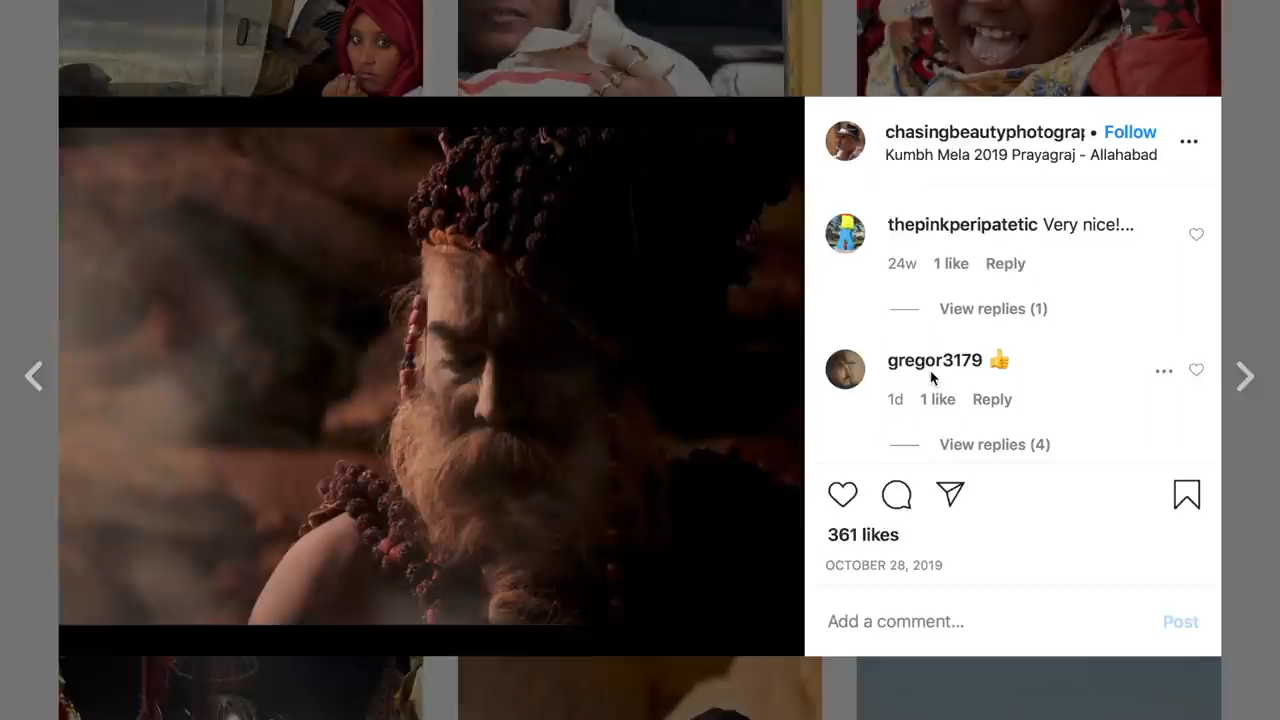 chasingbeautyphotograp • Follow
Kumbh Mela 2019 Prayagraj - Allahabad
thepinkperipatetic Very nice!...
24w 1 like Reply
View replies (1)
gregor3179 👍
1d 1 like Reply
View replies (4)
361 likes
OCTOBER 28, 2019
Add a comment... Post